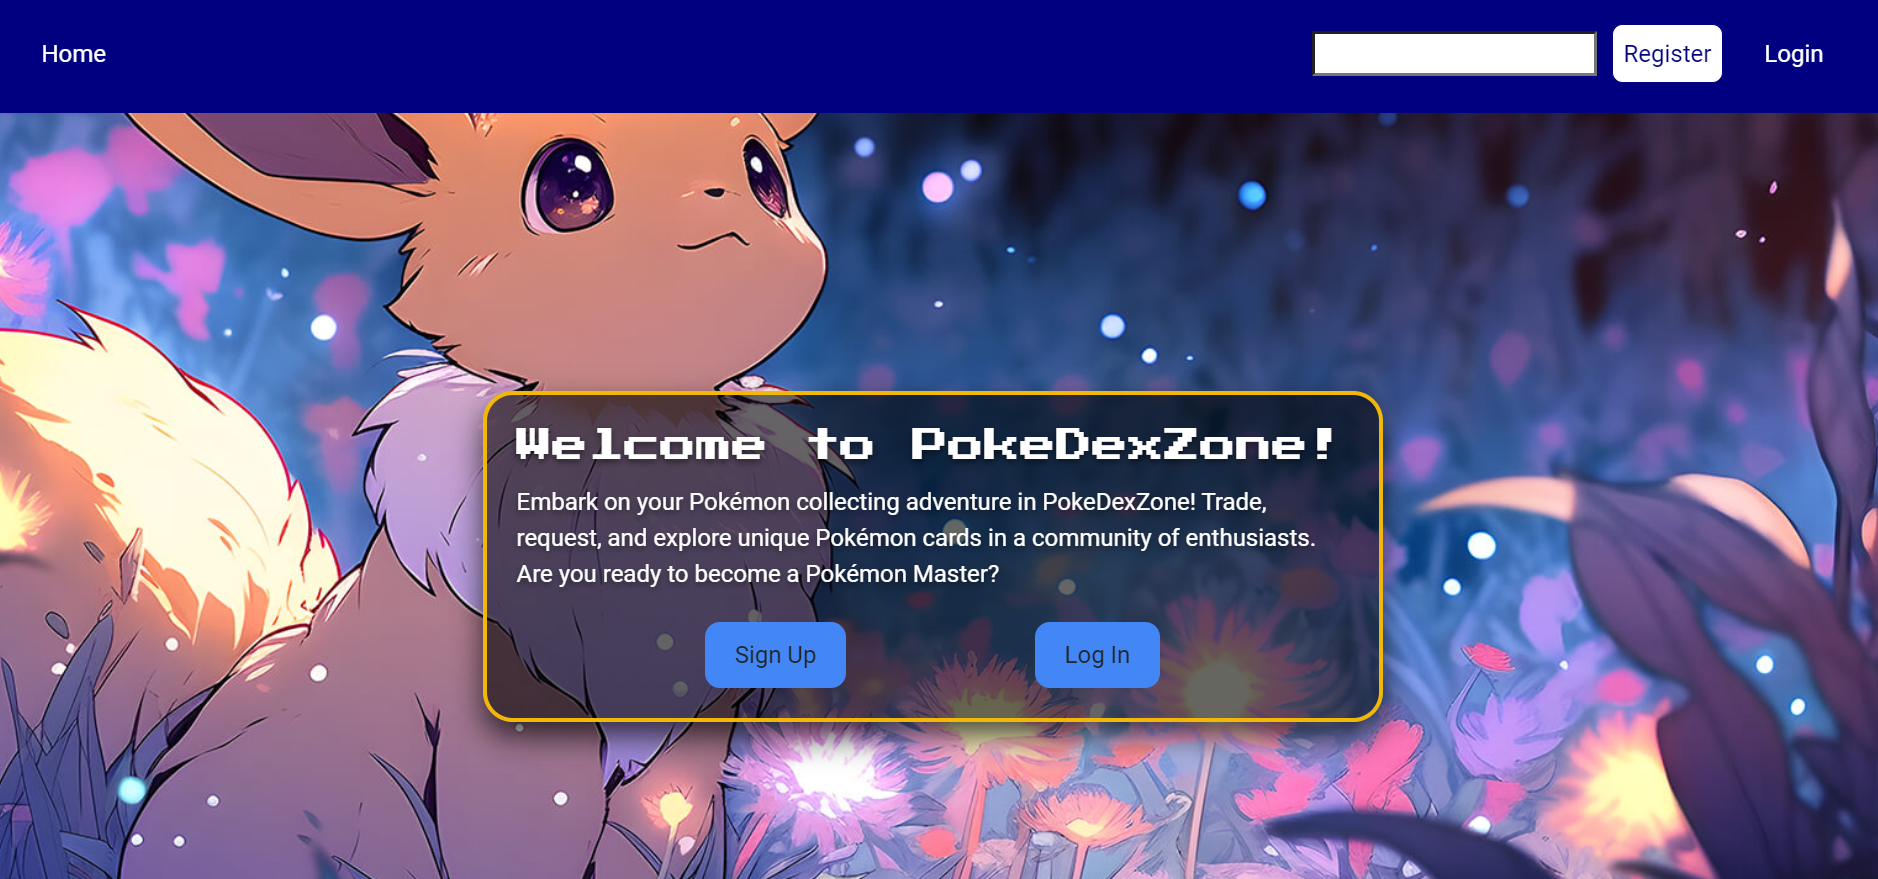 Home
Register
Login
Welcome to PokeDexZone!
Embark on your Pokémon collecting adventure in PokeDexZone! Trade,
request, and explore unique Pokémon cards in a community of enthusiasts.
Are you ready to become a Pokémon Master?
Sign Up
Log In